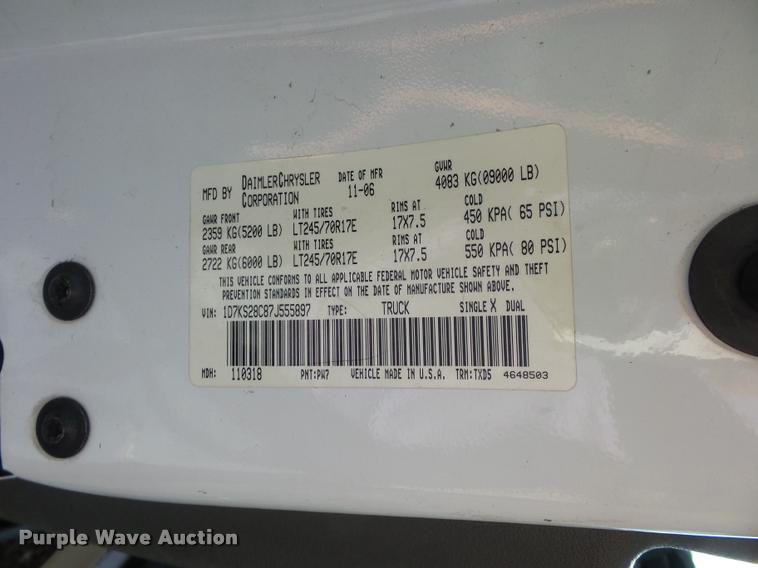 MFD BY DAIMLERCHRYSLER CORPORATION DATE OF MFR 11-06 GVWR 4083 KG(09000 LB)
GAWR FRONT WITH TIRES RIMS AT COLD
2359 KG(5200 LB) LT245/70R17E 17X7.5 450 KPA( 65 PSI)
GAWR REAR WITH TIRES RIMS AT COLD
2722 KG(6000 LB) LT245/70R17E 17X7.5 550 KPA( 80 PSI)
THIS VEHICLE CONFORMS TO ALL APPLICABLE FEDERAL MOTOR VEHICLE SAFETY AND THEFT
PREVENTION STANDARDS IN EFFECT ON THE DATE OF MANUFACTURE SHOWN ABOVE.
VIN: 1D7KS28C87J555897 TYPE: TRUCK SINGLE X DUAL
MDH: 110318 PNT:PW7 VEHICLE MADE IN U.S.A. TRM:TXD5 4648503
Purple Wave Auction